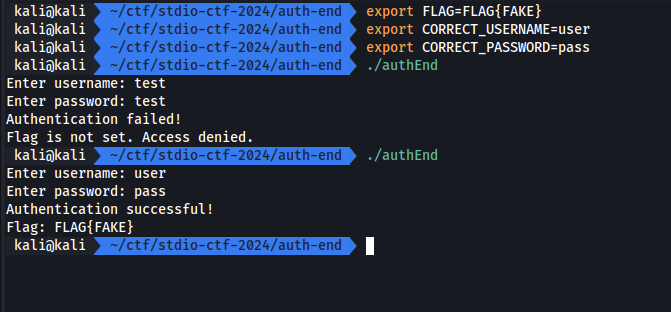 kali@kali ~/ctf/stdio-ctf-2024/auth-end export FLAG=FLAG{FAKE}
kali@kali ~/ctf/stdio-ctf-2024/auth-end export CORRECT_USERNAME=user
kali@kali ~/ctf/stdio-ctf-2024/auth-end export CORRECT_PASSWORD=pass
kali@kali ~/ctf/stdio-ctf-2024/auth-end ./authEnd
Enter username: test
Enter password: test
Authentication failed!
Flag is not set. Access denied.
kali@kali ~/ctf/stdio-ctf-2024/auth-end ./authEnd
Enter username: user
Enter password: pass
Authentication successful!
Flag: FLAG{FAKE}
kali@kali ~/ctf/stdio-ctf-2024/auth-end